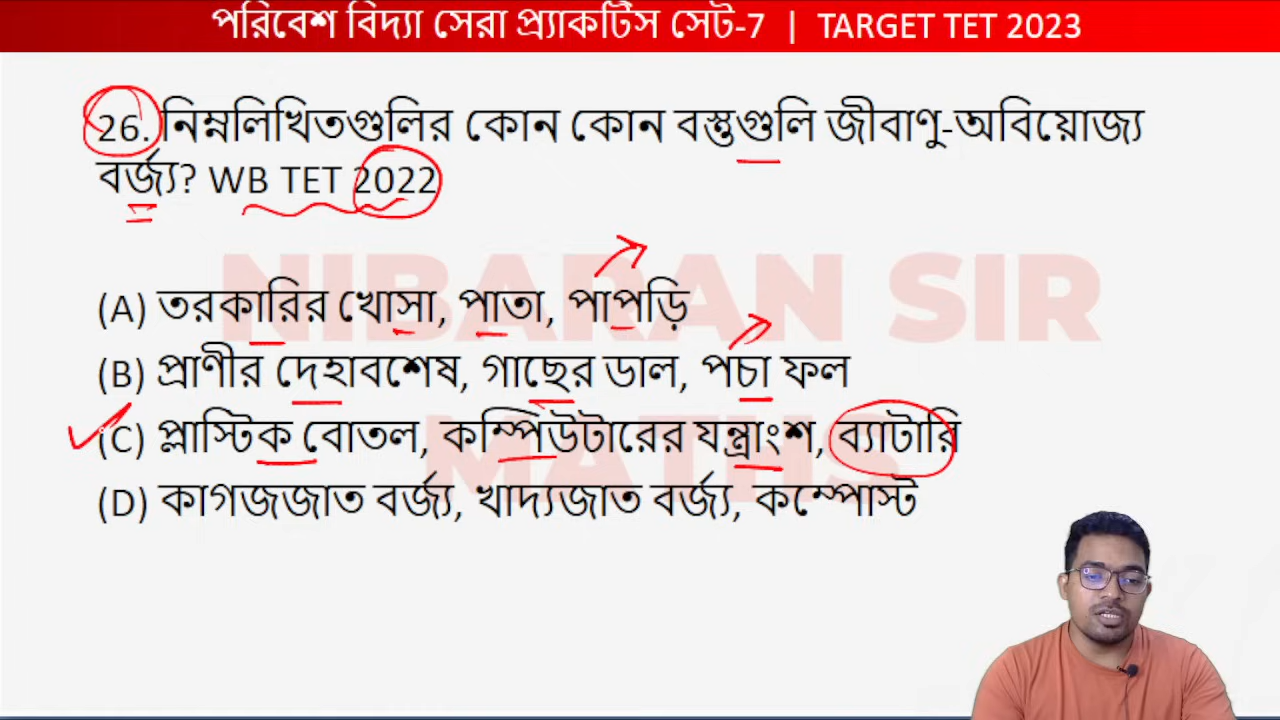 পরিবেশ বিদ্যা সেরা প্র্যাকটিস সেট-7 | TARGET TET 2023
26. নিম্নলিখিতগুলির কোন কোন বস্তুগুলি জীবাণু-অবিয়োজ্য
বর্জ্য? WB TET 2022
(A) তরকারির খোসা, পাতা, পাপড়ি
(B) প্রাণীর দেহাবশেষ, গাছের ডাল, পচা ফল
(C) প্লাস্টিক বোতল, কম্পিউটারের যন্ত্রাংশ, ব্যাটারি
(D) কাগজজাত বর্জ্য, খাদ্যজাত বর্জ্য, কম্পোস্ট
NIBARAN SIR
MATHS